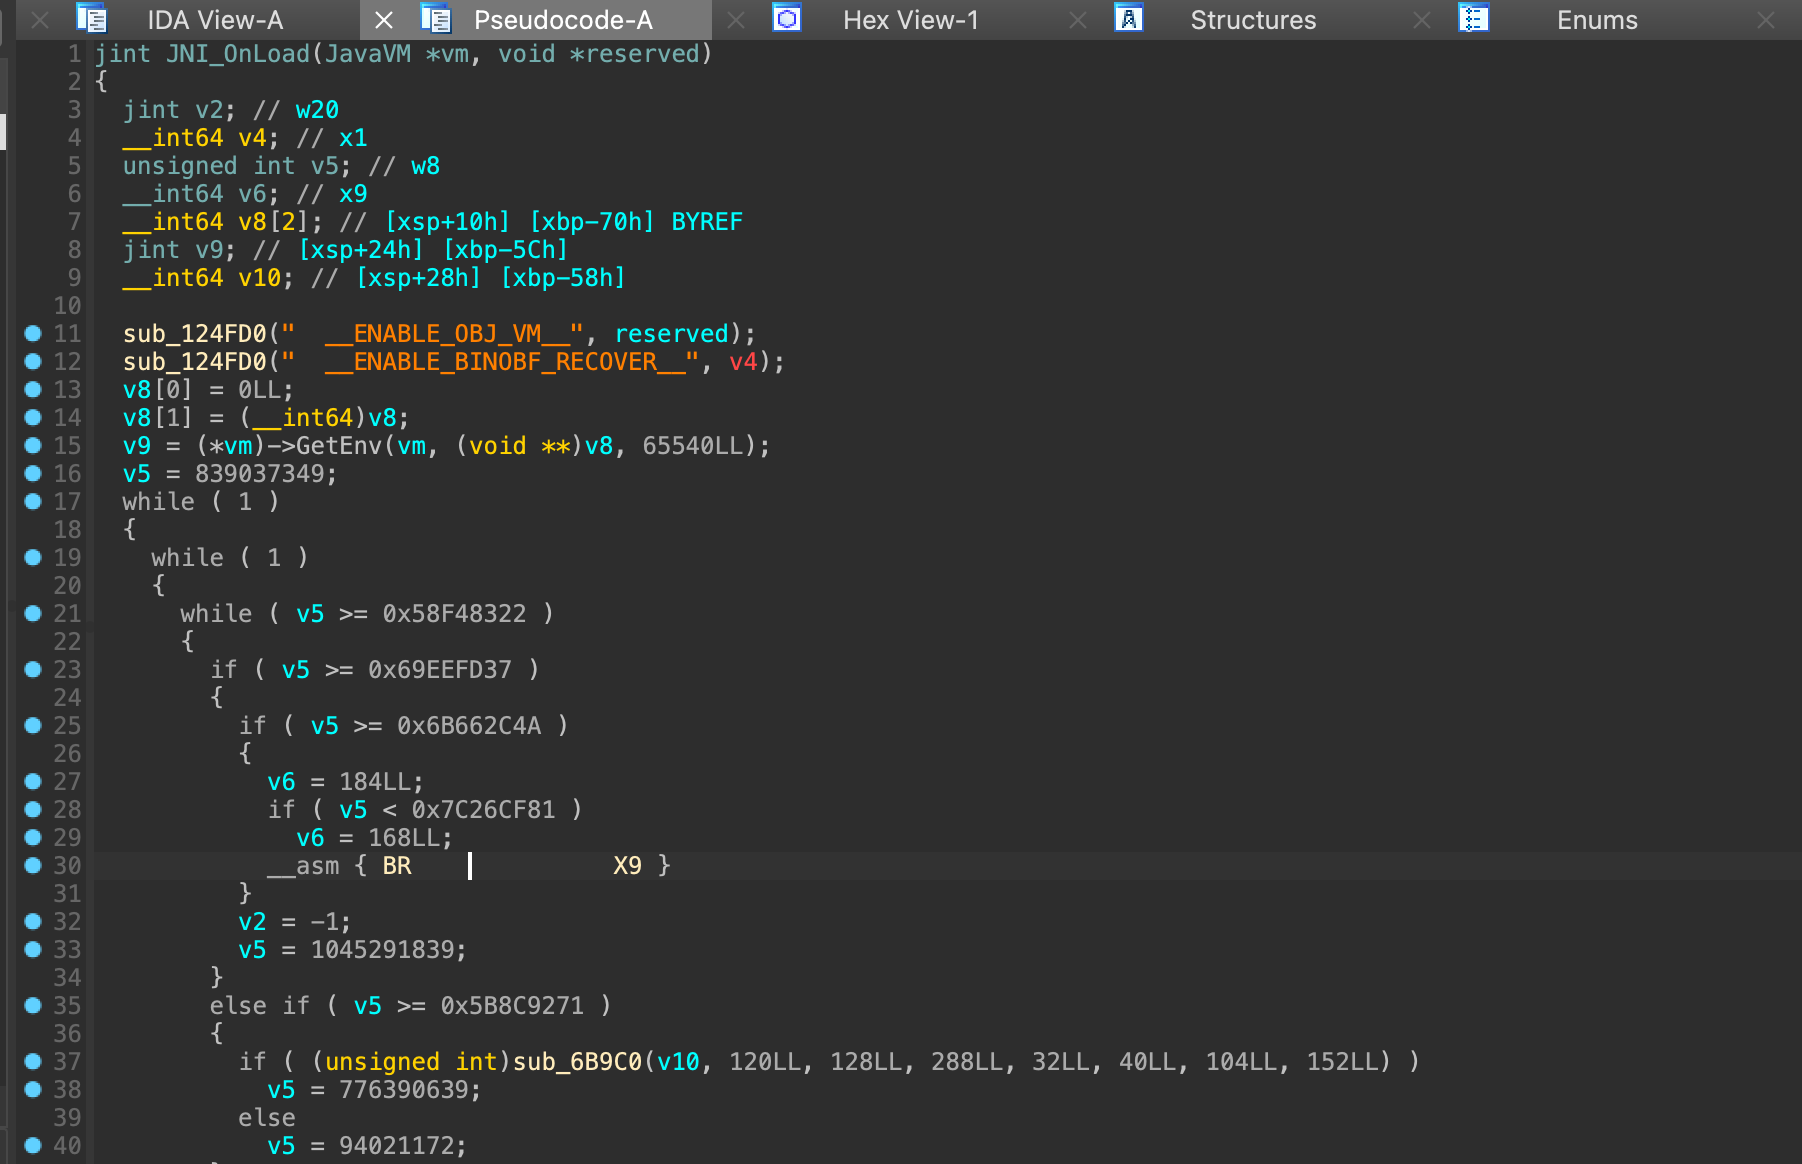 IDA View-A Pseudocode-A Hex View-1 Structures Enums
1 jint JNI_OnLoad(JavaVM *vm, void *reserved)
2 {
3 jint v2; // w20
4 __int64 v4; // x1
5 unsigned int v5; // w8
6 __int64 v6; // x9
7 __int64 v8[2]; // [xsp+10h] [xbp-70h] BYREF
8 jint v9; // [xsp+24h] [xbp-5Ch]
9 __int64 v10; // [xsp+28h] [xbp-58h]
10
11 sub_124FD0("  __ENABLE_OBJ_VM__", reserved);
12 sub_124FD0("  __ENABLE_BINOBF_RECOVER__", v4);
13 v8[0] = 0LL;
14 v8[1] = (__int64)v8;
15 v9 = (*vm)->GetEnv(vm, (void **)v8, 65540LL);
16 v5 = 839037349;
17 while ( 1 )
18 {
19 while ( 1 )
20 {
21 while ( v5 >= 0x58F48322 )
22 {
23 if ( v5 >= 0x69EEFD37 )
24 {
25 if ( v5 >= 0x6B662C4A )
26 {
27 v6 = 184LL;
28 if ( v5 < 0x7C26CF81 )
29 v6 = 168LL;
30 __asm { BR              X9 }
31 }
32 v2 = -1;
33 v5 = 1045291839;
34 }
35 else if ( v5 >= 0x5B8C9271 )
36 {
37 if ( (unsigned int)sub_6B9C0(v10, 120LL, 128LL, 288LL, 32LL, 40LL, 104LL, 152LL) )
38 v5 = 776390639;
39 else
40 v5 = 94021172;